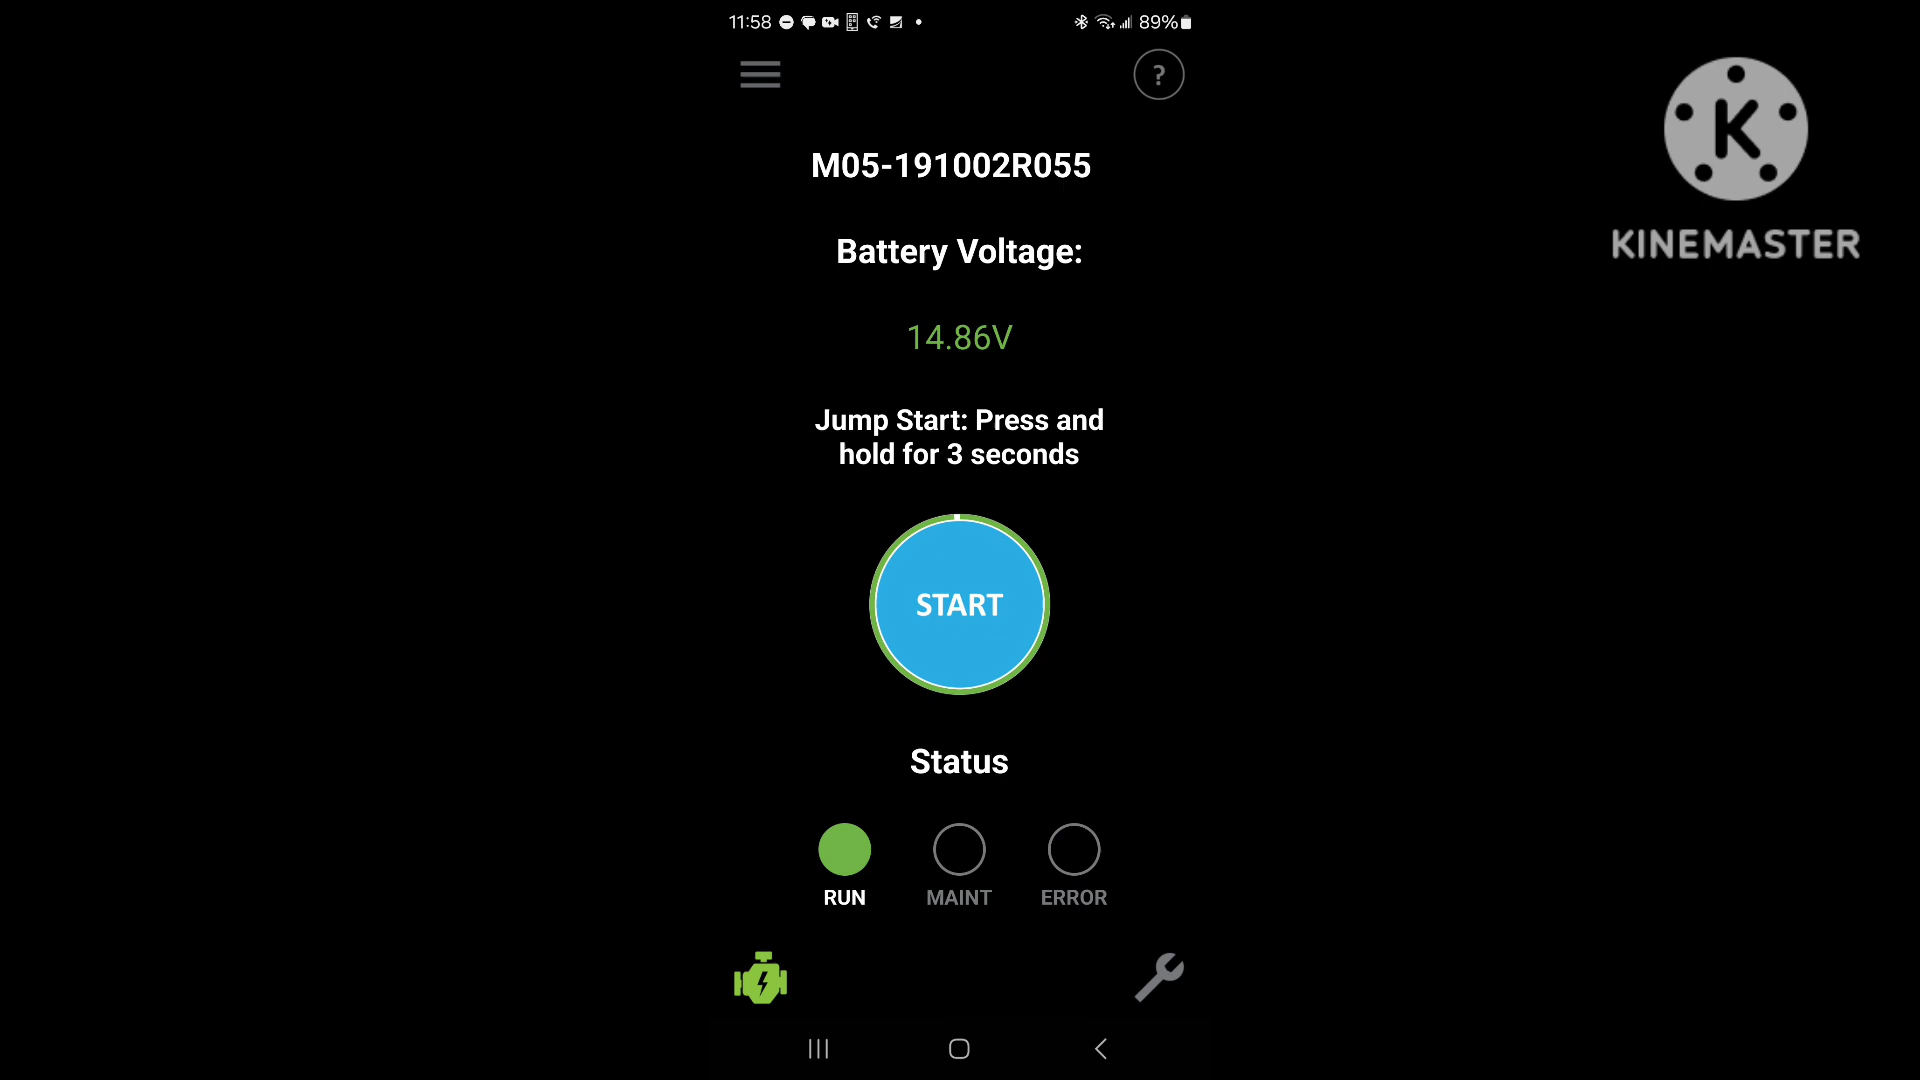 11:58
89%
?
K
KINEMASTER
M05-191002R055
Battery Voltage:
14.86V
Jump Start: Press and
hold for 3 seconds
START
Status
RUN MAINT ERROR